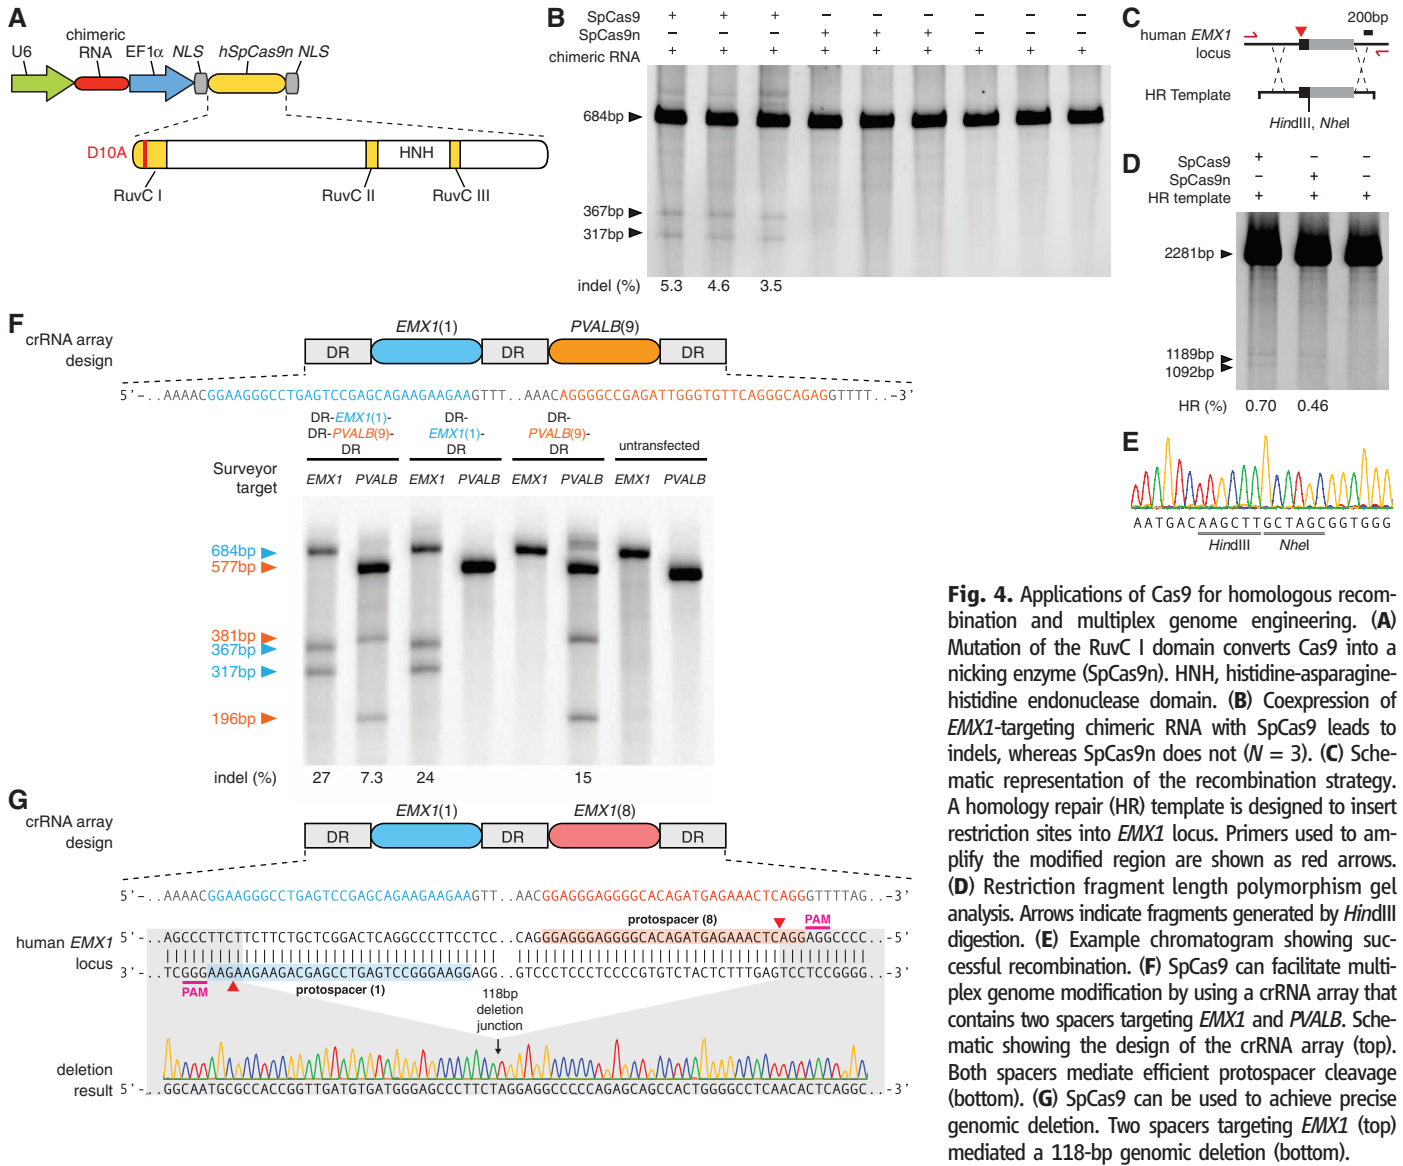 A
U6
chimeric
RNA
EF1α
NLS
hSpCas9n
NLS
D10A
HNH
RuvC I
RuvC II
RuvC III
B
SpCas9 + + + – – – – – –
SpCas9n – – – + + + – – –
chimeric RNA + + + + + + + + +
684bp
367bp
317bp
indel (%) 5.3 4.6 3.5
C
200bp
human EMX1
locus
HR Template
HindIII, NheI
D
SpCas9 + – –
SpCas9n – + –
HR template + + +
2281bp
1189bp
1092bp
HR (%) 0.70 0.46
E
AATGACAAGCTTGCTAGCGGTGGG
HindIII NheI
F
crRNA array
design
EMX1(1)
PVALB(9)
DR DR DR
5'-..AAAACGGAAGGGCCTGAGTCCGAGCAGAAGAAGAAGTTT..AAACAGGGGCCGAGATTGGGTGTTCAGGGCAGAGGTTTT..-3'
DR-EMX1(1)-
DR-PVALB(9)-
DR
DR-
EMX1(1)-
DR
DR-
PVALB(9)-
DR
untransfected
Surveyor
target
EMX1 PVALB EMX1 PVALB EMX1 PVALB EMX1 PVALB
684bp
577bp
381bp
367bp
317bp
196bp
indel (%) 27 7.3 24 15
G
crRNA array
design
EMX1(1)
EMX1(8)
DR DR DR
5'-..AAAACGGAAGGGCCTGAGTCCGAGCAGAAGAAGAAGTT..AACGGAGGGAGGGGCACAGATGAGAAACTCAGGGTTTTAG..-3'
protospacer (8)
PAM
human EMX1
locus
5'-..AGCCCTTCTTCTTCTGCTCGGACTCAGGCCCTTCCTCC..CAGGGAGGGAGGGGCACAGATGAGAAACTCAGGAGGCCCC..-3'
3'-..TCGGGAAGAAGAAGACGAGCCTGAGTCCGGGAAGGAGG..GTCCCTCCCTCCCCGTGTCTACTCTTTGAGTCCTCCGGGG..-3'
PAM
protospacer (1)
118bp
deletion
junction
deletion
result
5'-..GGCAATGCGCCACCGGTTGATGTGATGGGAGCCCTTCTAGGAGGCCCCCAGAGCAGCCACTGGGGCCTCAACACTCAGGC..-3'
Fig. 4. Applications of Cas9 for homologous recom-
bination and multiplex genome engineering. (A)
Mutation of the RuvC I domain converts Cas9 into a
nicking enzyme (SpCas9n). HNH, histidine-asparagine-
histidine endonuclease domain. (B) Coexpression of
EMX1-targeting chimeric RNA with SpCas9 leads to
indels, whereas SpCas9n does not (N = 3). (C) Sche-
matic representation of the recombination strategy.
A homology repair (HR) template is designed to insert
restriction sites into EMX1 locus. Primers used to am-
plify the modified region are shown as red arrows.
(D) Restriction fragment length polymorphism gel
analysis. Arrows indicate fragments generated by HindIII
digestion. (E) Example chromatogram showing suc-
cessful recombination. (F) SpCas9 can facilitate multi-
plex genome modification by using a crRNA array that
contains two spacers targeting EMX1 and PVALB. Sche-
matic showing the design of the crRNA array (top).
Both spacers mediate efficient protospacer cleavage
(bottom). (G) SpCas9 can be used to achieve precise
genomic deletion. Two spacers targeting EMX1 (top)
mediated a 118-bp genomic deletion (bottom).